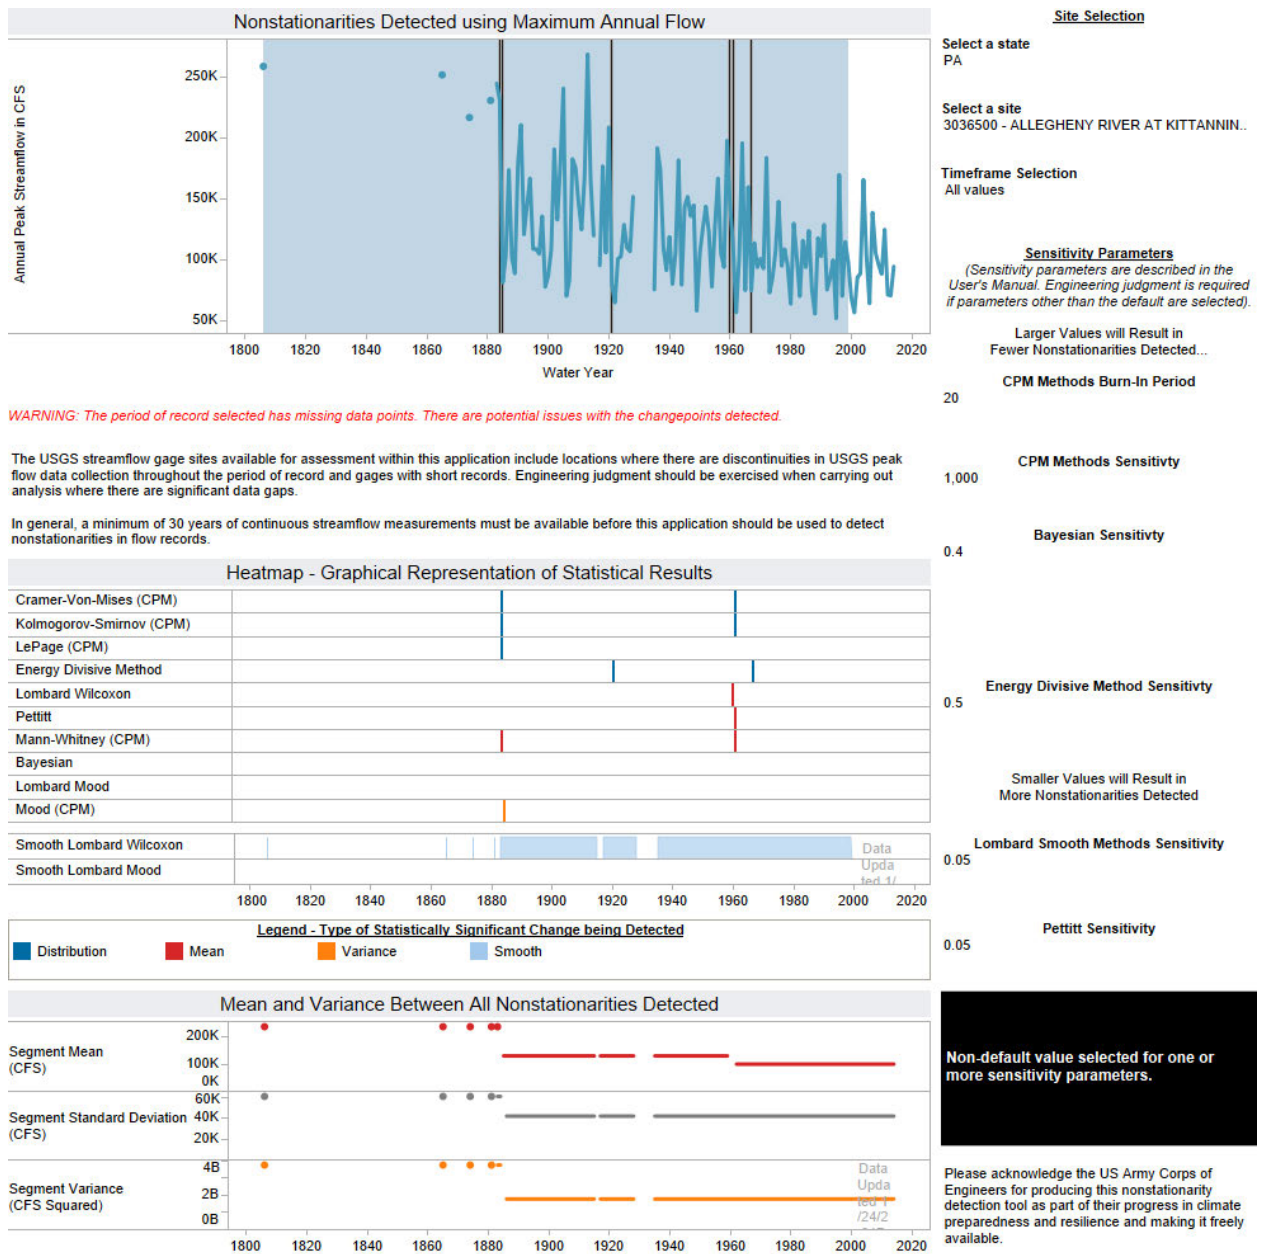 Nonstationarities Detected using Maximum Annual Flow
Annual Peak Streamflow in CFS
250K
200K
150K
100K
50K
1800 1820 1840 1860 1880 1900 1920 1940 1960 1980 2000 2020
Water Year
WARNING: The period of record selected has missing data points. There are potential issues with the changepoints detected.
The USGS streamflow gage sites available for assessment within this application include locations where there are discontinuities in USGS peak
flow data collection throughout the period of record and gages with short records. Engineering judgment should be exercised when carrying out
analysis where there are significant data gaps.
In general, a minimum of 30 years of continuous streamflow measurements must be available before this application should be used to detect
nonstationarities in flow records.
Heatmap - Graphical Representation of Statistical Results
Cramer-Von-Mises (CPM)
Kolmogorov-Smirnov (CPM)
LePage (CPM)
Energy Divisive Method
Lombard Wilcoxon
Pettitt
Mann-Whitney (CPM)
Bayesian
Lombard Mood
Mood (CPM)
Smooth Lombard Wilcoxon
Smooth Lombard Mood
Data
Upda
ted 1/
1800 1820 1840 1860 1880 1900 1920 1940 1960 1980 2000 2020
Legend - Type of Statistically Significant Change being Detected
Distribution Mean Variance Smooth
Mean and Variance Between All Nonstationarities Detected
Segment Mean
(CFS)
200K
100K
0K
Segment Standard Deviation
(CFS)
60K
40K
20K
Segment Variance
(CFS Squared)
4B
2B
0B
Data
Upda
ted 1
/24/2
1800 1820 1840 1860 1880 1900 1920 1940 1960 1980 2000 2020
Site Selection
Select a state
PA
Select a site
3036500 - ALLEGHENY RIVER AT KITTANNIN..
Timeframe Selection
All values
Sensitivity Parameters
(Sensitivity parameters are described in the
User's Manual. Engineering judgment is required
if parameters other than the default are selected).
Larger Values will Result in
Fewer Nonstationarities Detected...
CPM Methods Burn-In Period
20
CPM Methods Sensitivty
1,000
Bayesian Sensitivty
0.4
Energy Divisive Method Sensitivty
0.5
Smaller Values will Result in
More Nonstationarities Detected
Lombard Smooth Methods Sensitivity
0.05
Pettitt Sensitivity
0.05
Non-default value selected for one or
more sensitivity parameters.
Please acknowledge the US Army Corps of
Engineers for producing this nonstationarity
detection tool as part of their progress in climate
preparedness and resilience and making it freely
available.